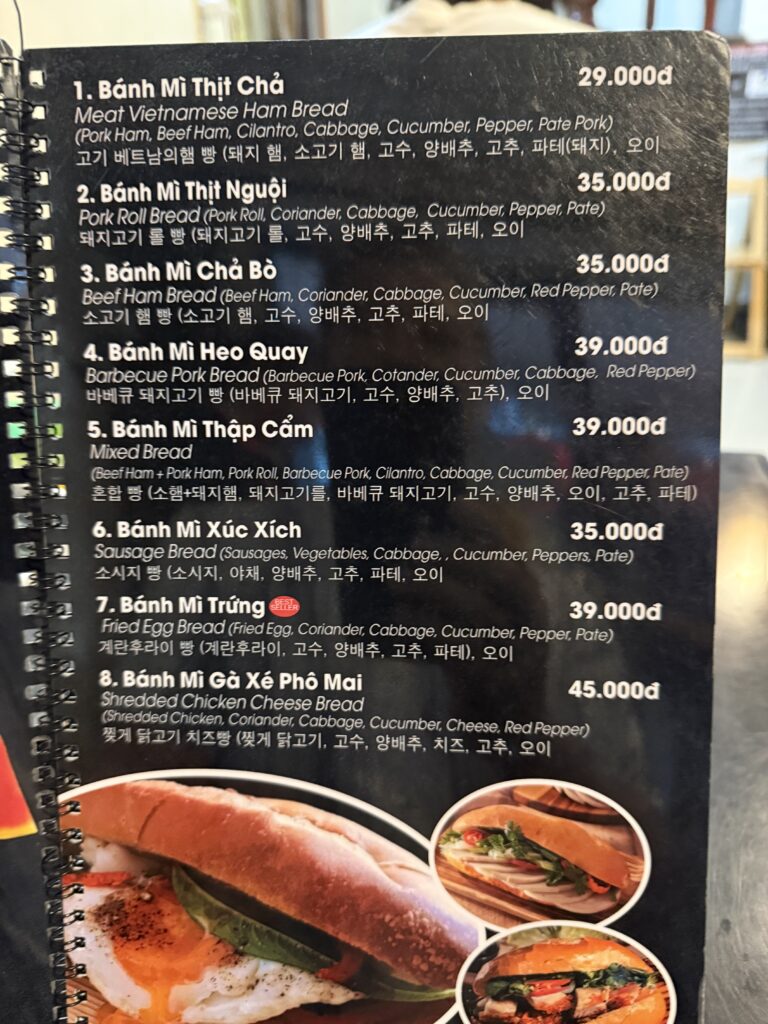 1. Bánh Mì Thịt Chả 29.000đ
Meat Vietnamese Ham Bread
(Pork Ham, Beef Ham, Cilantro, Cabbage, Cucumber, Pepper, Pate Pork)
고기 베트남의햄 빵 (돼지 햄, 소고기 햄, 고수, 양배추, 고추, 파테(돼지), 오이
2. Bánh Mì Thịt Nguội 35.000đ
Pork Roll Bread (Pork Roll, Coriander, Cabbage, Cucumber, Pepper, Pate)
돼지고기 롤 빵 (돼지고기 롤, 고수, 양배추, 고추, 파테, 오이
3. Bánh Mì Chả Bò 35.000đ
Beef Ham Bread (Beef Ham, Coriander, Cabbage, Cucumber, Red Pepper, Pate)
소고기 햄 빵 (소고기 햄, 고수, 양배추, 고추, 파테, 오이
4. Bánh Mì Heo Quay 39.000đ
Barbecue Pork Bread (Barbecue Pork, Cotander, Cucumber, Cabbage, Red Pepper)
바베큐 돼지고기 빵 (바베큐 돼지고기, 고수, 양배추, 고추), 오이
5. Bánh Mì Thập Cẩm 39.000đ
Mixed Bread
(Beef Ham + Pork Ham, Pork Roll, Barbecue Pork, Cilantro, Cabbage, Cucumber, Red Pepper, Pate)
혼합 빵 (소햄+돼지햄, 돼지고기를, 바베큐 돼지고기, 고수, 양배추, 오이, 고추, 파테)
6. Bánh Mì Xúc Xích 35.000đ
Sausage Bread (Sausages, Vegetables, Cabbage, , Cucumber, Peppers, Pate)
소시지 빵 (소시지, 야채, 양배추, 고추, 파테, 오이
7. Bánh Mì Trứng BEST SELLER 39.000đ
Fried Egg Bread (Fried Egg, Coriander, Cabbage, Cucumber, Pepper, Pate)
계란후라이 빵 (계란후라이, 고수, 양배추, 고추, 파테), 오이
8. Bánh Mì Gà Xé Phô Mai 45.000đ
Shredded Chicken Cheese Bread
(Shredded Chicken, Coriander, Cabbage, Cucumber, Cheese, Red Pepper)
찢게 닭고기 치즈빵 (찢게 닭고기, 고수, 양배추, 치즈, 고추, 오이